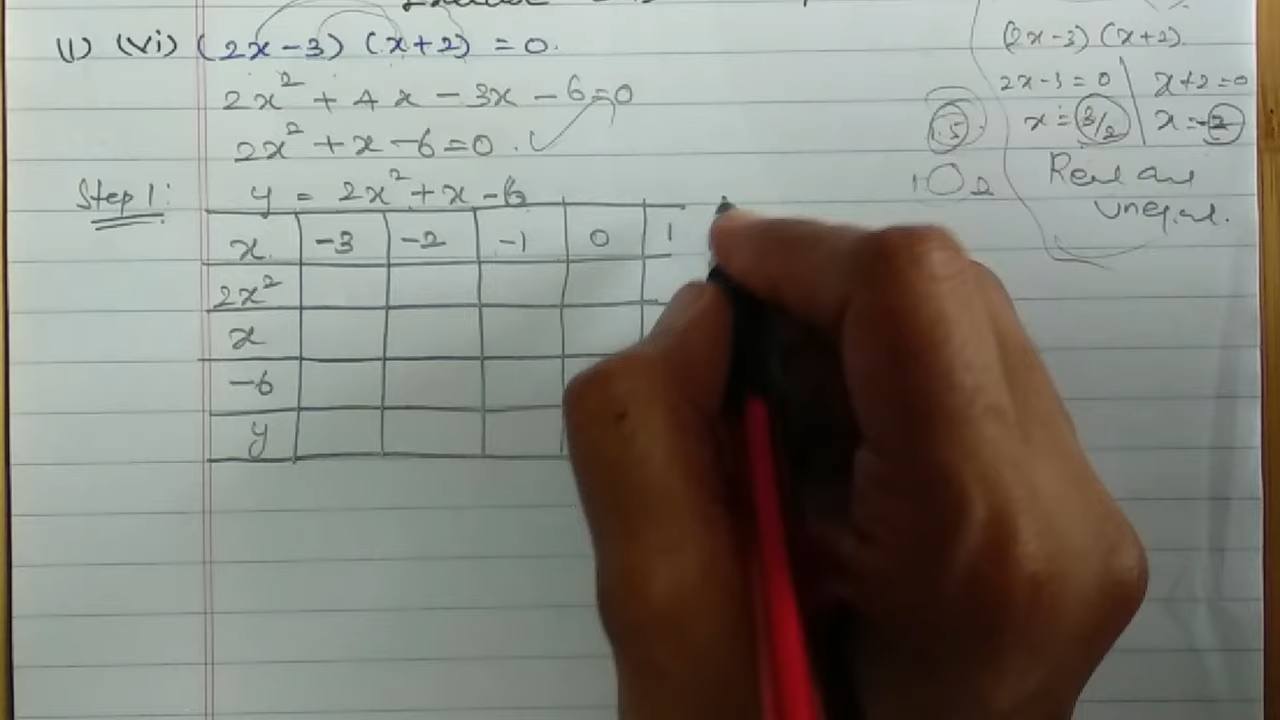 (1) (vi) (2x-3) (x+2) = 0.
2x² + 4x - 3x - 6 = 0
2x² + x - 6 = 0.
Step 1: y = 2x² + x - 6
x -3 -2 -1 0 1
2x²
x
-6
y
(2x-3) (x+2).
2x-3 = 0 x+2 = 0
x = 3/2 x = -2
1.5
1 2
Real and
unequal.